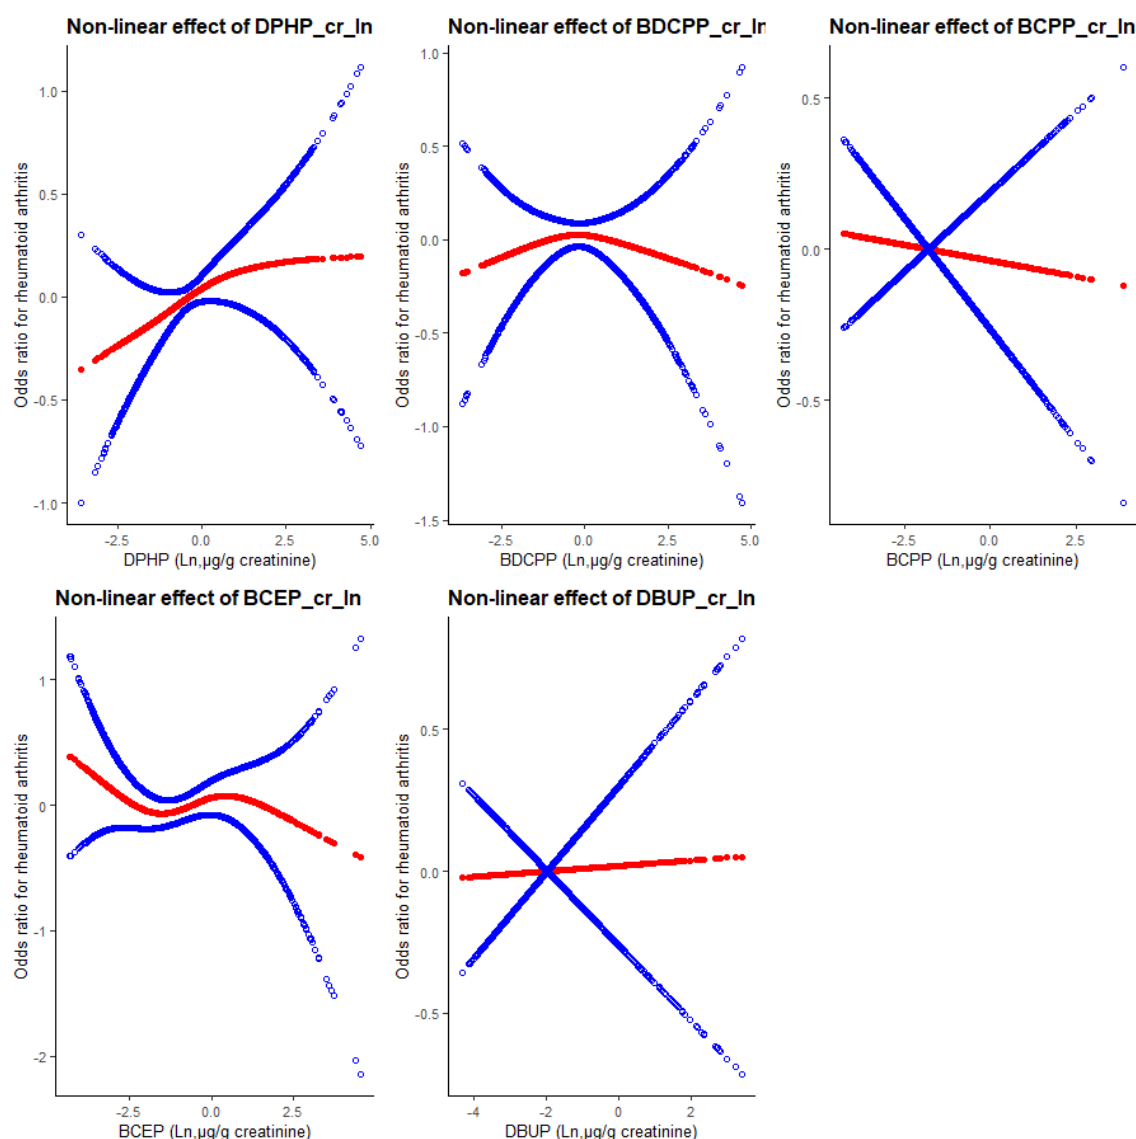 Non-linear effect of DPHP_cr_ln
Odds ratio for rheumatoid arthritis
1.0
0.5
0.0
-0.5
-1.0
-2.5
0.0
2.5
5.0
DPHP (Ln,µg/g creatinine)
Non-linear effect of BDCPP_cr_ln
Odds ratio for rheumatoid arthritis
1.0
0.5
0.0
-0.5
-1.0
-1.5
-2.5
0.0
2.5
5.0
BDCPP (Ln,µg/g creatinine)
Non-linear effect of BCPP_cr_ln
Odds ratio for rheumatoid arthritis
0.5
0.0
-0.5
-2.5
0.0
2.5
BCPP (Ln,µg/g creatinine)
Non-linear effect of BCEP_cr_ln
Odds ratio for rheumatoid arthritis
1
0
-1
-2
-2.5
0.0
2.5
BCEP (Ln,µg/g creatinine)
Non-linear effect of DBUP_cr_ln
Odds ratio for rheumatoid arthritis
0.5
0.0
-0.5
-4
-2
0
2
DBUP (Ln,µg/g creatinine)